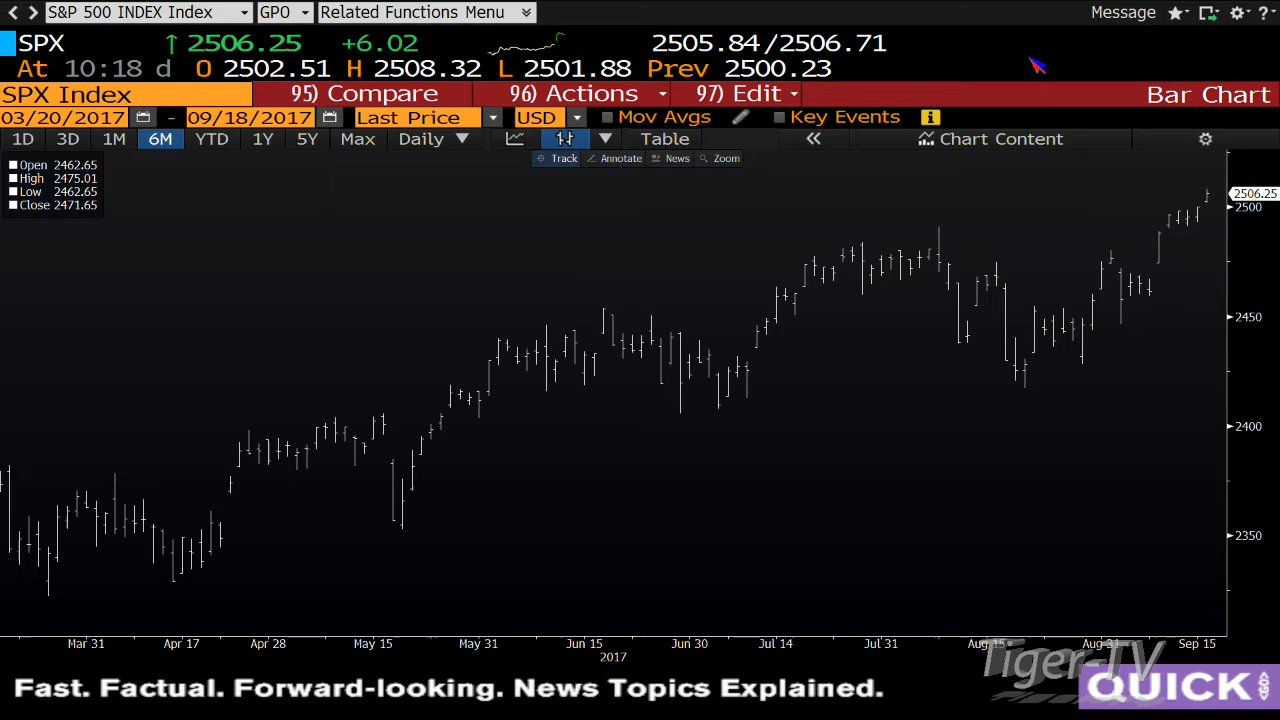 S&P 500 INDEX Index GPO Related Functions Menu Message ?
SPX ↑ 2506.25 +6.02 2505.84/2506.71
At 10:18 d O 2502.51 H 2508.32 L 2501.88 Prev 2500.23
SPX Index 95) Compare 96) Actions 97) Edit Bar Chart
03/20/2017 - 09/18/2017 Last Price USD Mov Avgs Key Events i
1D 3D 1M 6M YTD 1Y 5Y Max Daily Table « Chart Content
Track Annotate News Zoom
Open 2462.65
High 2475.01
Low 2462.65
Close 2471.65
2506.25
2500
2450
2400
2350
Mar 31 Apr 17 Apr 28 May 15 May 31 Jun 15 Jun 30 Jul 14 Jul 31 Aug 15 Aug 31 Sep 15
2017
Tiger-TV
Fast. Factual. Forward-looking. News Topics Explained.
QUICK